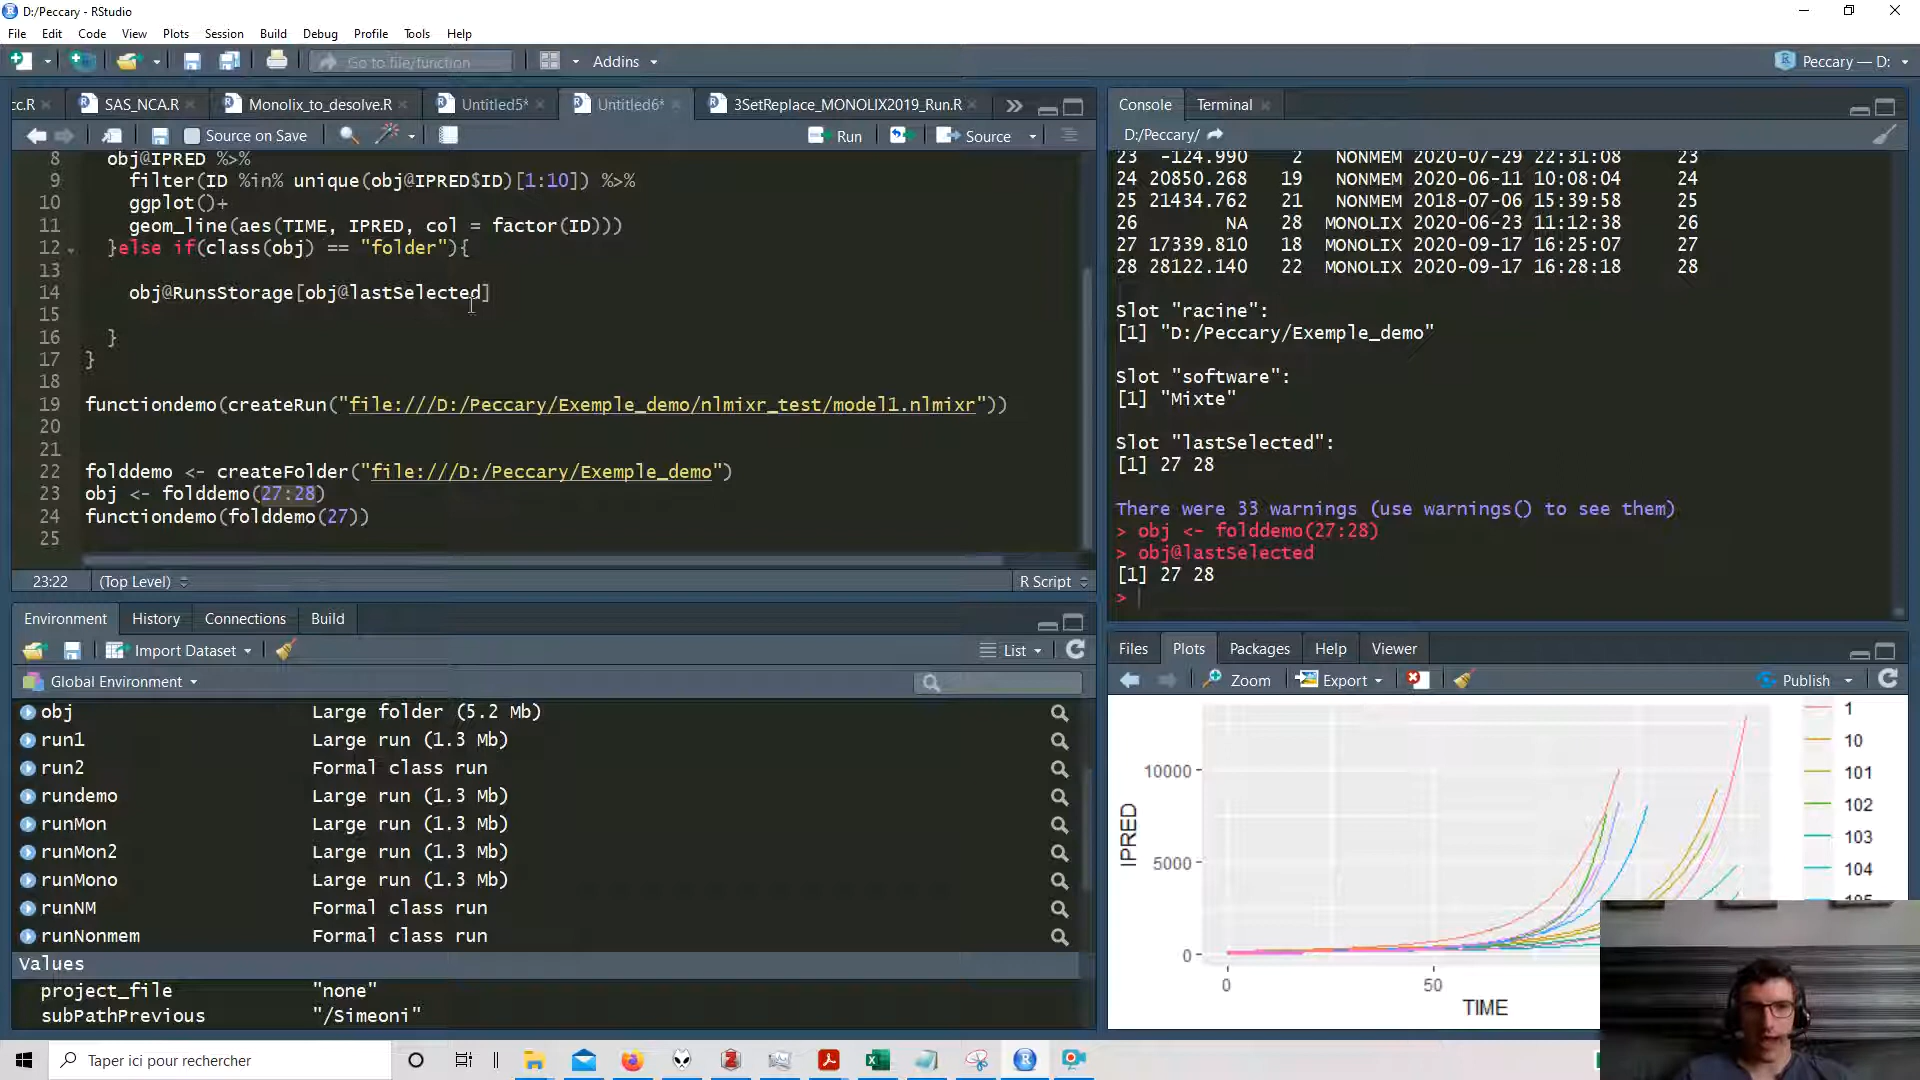 D:/Peccary - RStudio
File Edit Code View Plots Session Build Debug Profile Tools Help
Go to file/function Addins Peccary — D:
cc.R SAS_NCA.R Monolix_to_desolve.R Untitled5* Untitled6* 3SetReplace_MONOLIX2019_Run.R
Source on Save Run Source
8 obj@IPRED %>%
9 filter(ID %in% unique(obj@IPRED$ID)[1:10]) %>%
10 ggplot()+
11 geom_line(aes(TIME, IPRED, col = factor(ID)))
12 }else if(class(obj) == "folder"){
13
14 obj@RunsStorage[obj@lastSelected]
15
16 }
17 }
18
19 functiondemo(createRun("file:///D:/Peccary/Exemple_demo/nlmixr_test/model1.nlmixr"))
20
21
22 folddemo <- createFolder("file:///D:/Peccary/Exemple_demo")
23 obj <- folddemo(27:28)
24 functiondemo(folddemo(27))
25
23:22 (Top Level) R Script
Environment History Connections Build
Import Dataset List
Global Environment
obj Large folder (5.2 Mb)
run1 Large run (1.3 Mb)
run2 Formal class run
rundemo Large run (1.3 Mb)
runMon Large run (1.3 Mb)
runMon2 Large run (1.3 Mb)
runMono Large run (1.3 Mb)
runNM Formal class run
runNonmem Formal class run
Values
project_file "none"
subPathPrevious "/Simeoni"
Console Terminal
D:/Peccary/
23 -124.990 2 NONMEM 2020-07-29 22:31:08 23
24 20850.268 19 NONMEM 2020-06-11 10:08:04 24
25 21434.762 21 NONMEM 2018-07-06 15:39:58 25
26 NA 28 MONOLIX 2020-06-23 11:12:38 26
27 17339.810 18 MONOLIX 2020-09-17 16:25:07 27
28 28122.140 22 MONOLIX 2020-09-17 16:28:18 28
Slot "racine":
[1] "D:/Peccary/Exemple_demo"
Slot "software":
[1] "Mixte"
Slot "lastSelected":
[1] 27 28
There were 33 warnings (use warnings() to see them)
> obj <- folddemo(27:28)
> obj@lastSelected
[1] 27 28
>
Files Plots Packages Help Viewer
Zoom Export Publish
IPRED
10000
5000
0
0 50
TIME
1
10
101
102
103
104
Taper ici pour rechercher